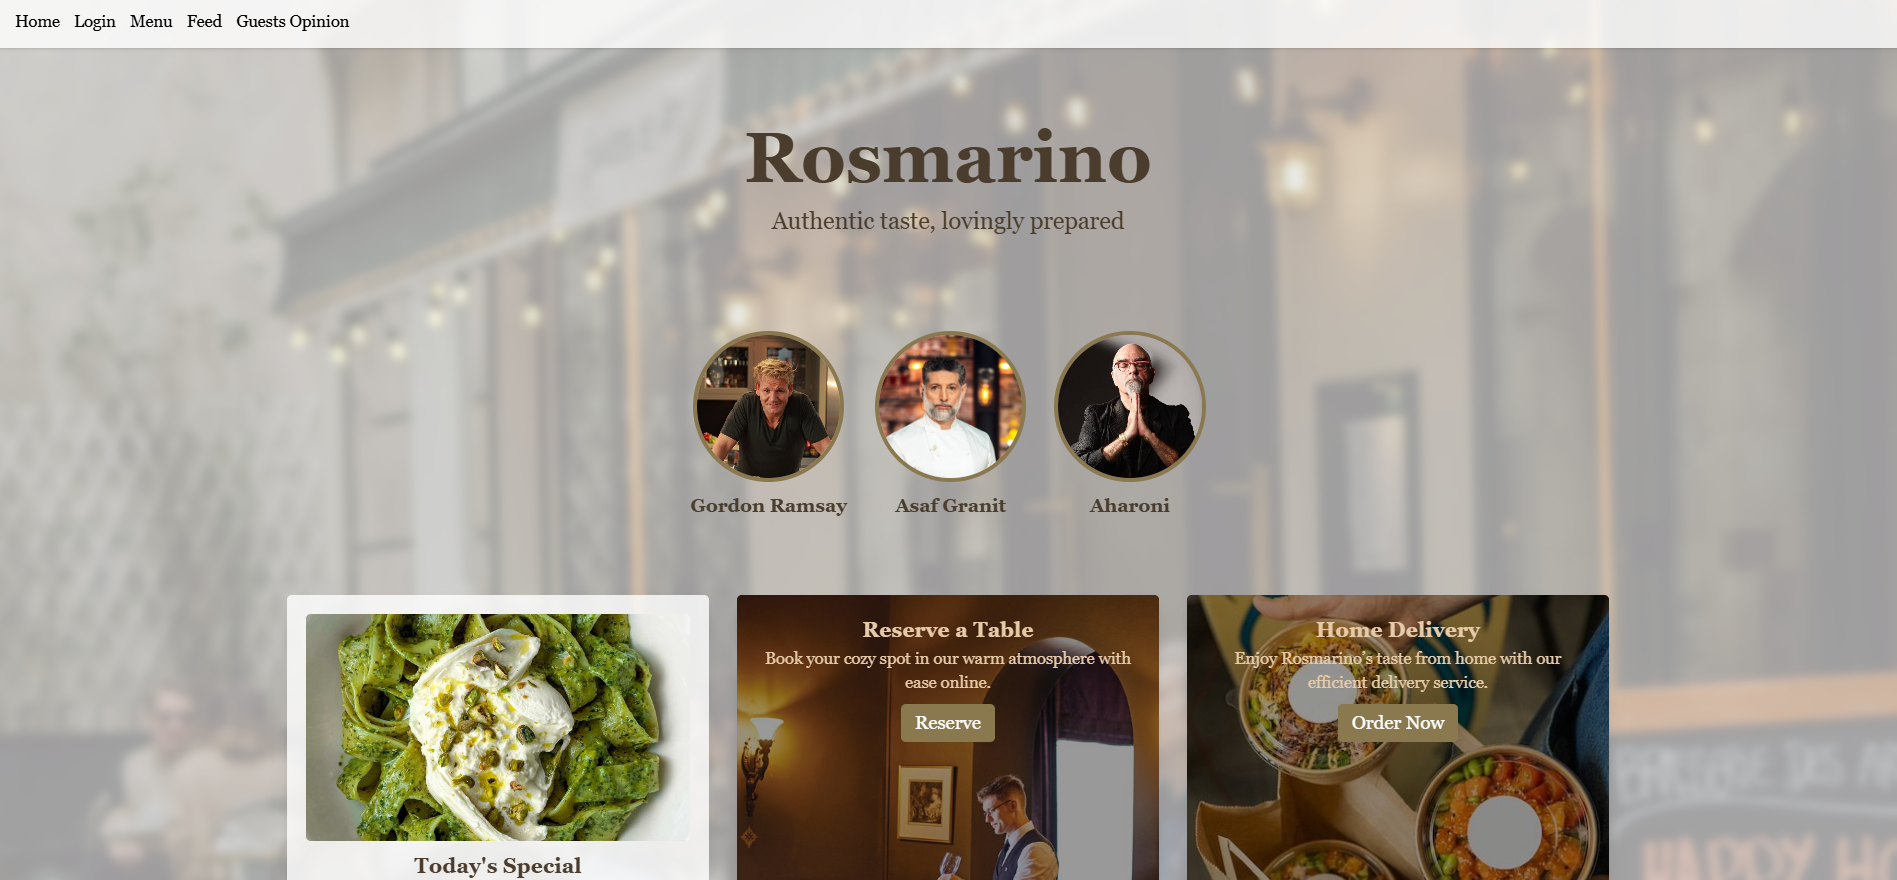 Home Login Menu Feed Guests Opinion
Rosmarino
Authentic taste, lovingly prepared
Gordon Ramsay
Asaf Granit
Aharoni
Reserve a Table
Book your cozy spot in our warm atmosphere with
ease online.
Reserve
Home Delivery
Enjoy Rosmarino's taste from home with our
efficient delivery service.
Order Now
Today's Special
HAPPY